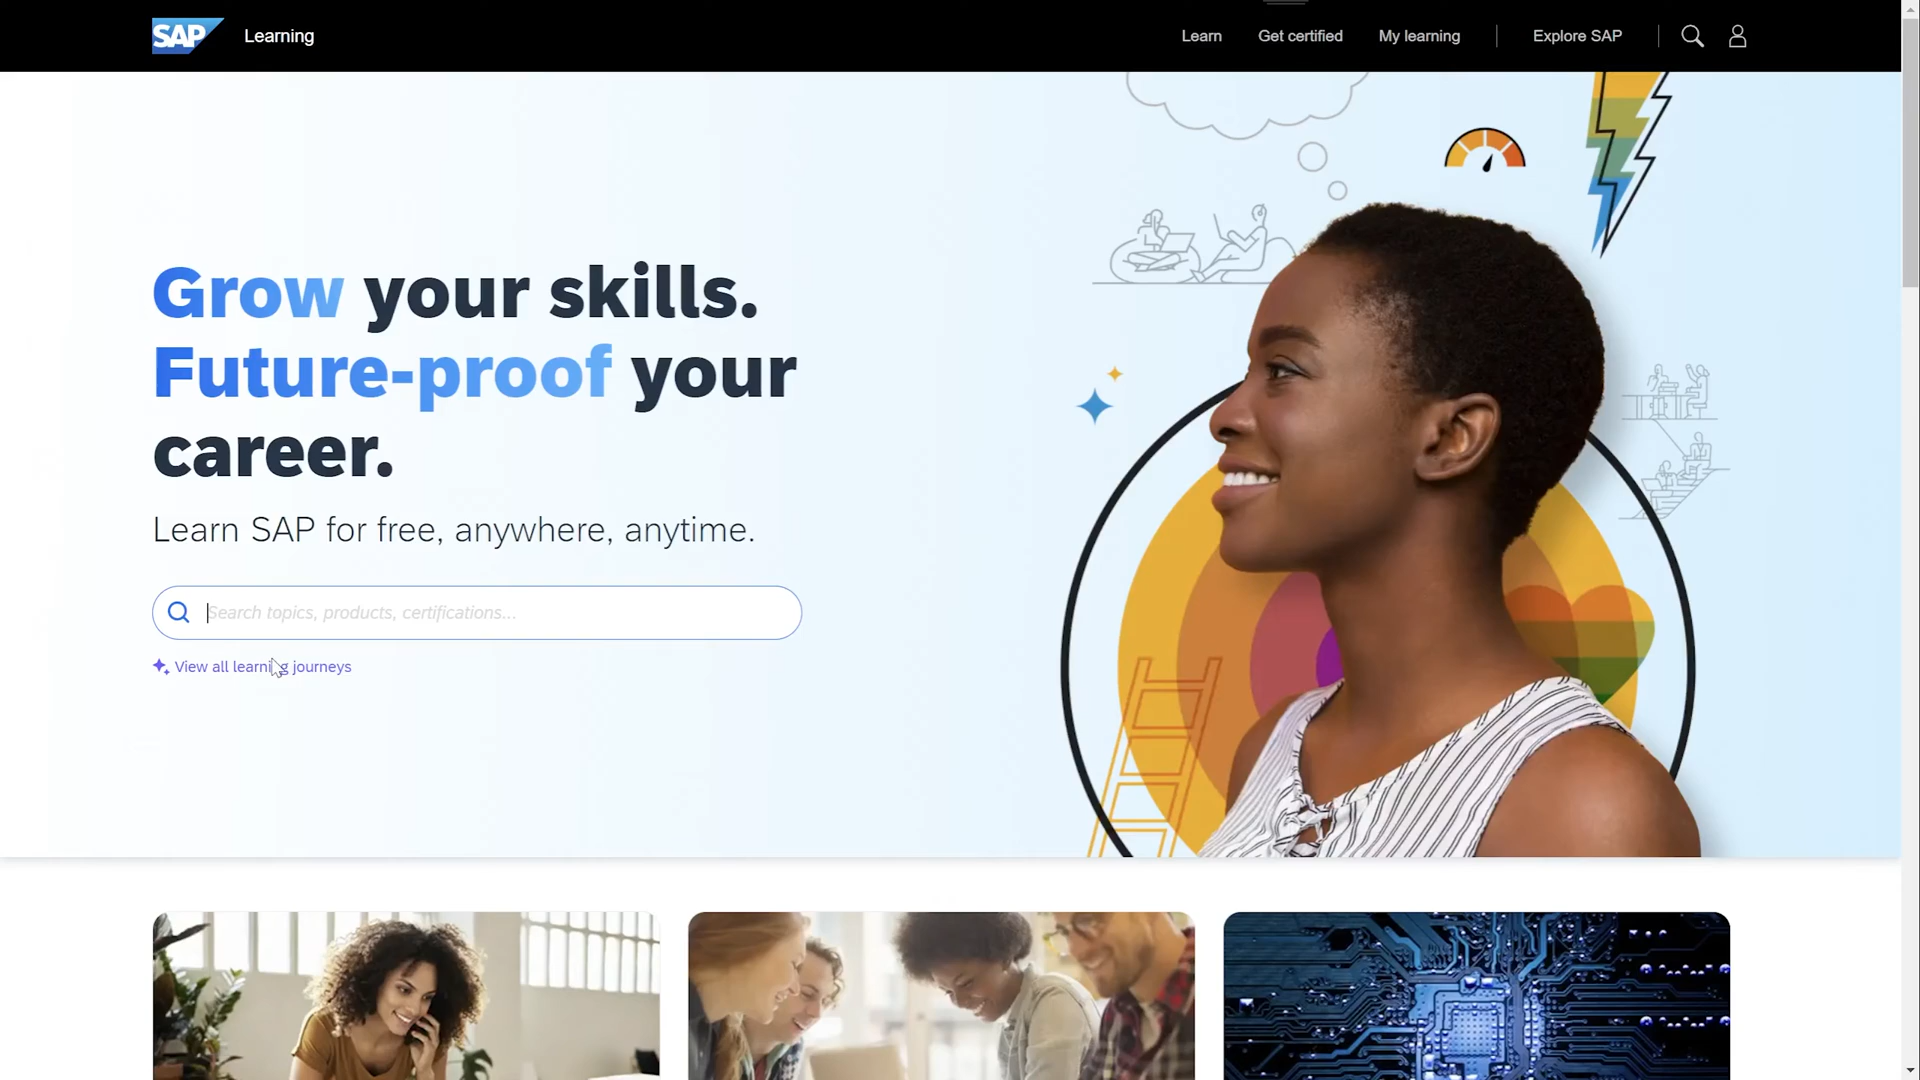 SAP Learning Learn Get certified My learning Explore SAP
Grow your skills.
Future-proof your
career.
Learn SAP for free, anywhere, anytime.
Search topics, products, certifications...
View all learning journeys